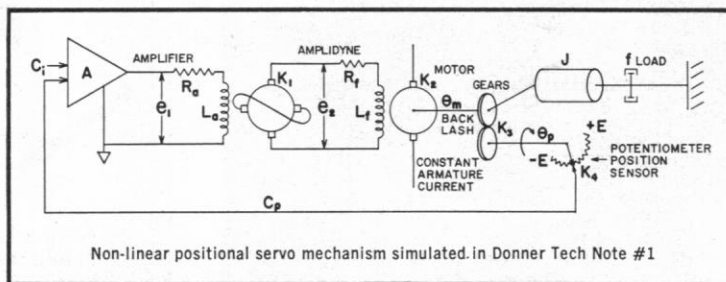 AMPLIFIER
AMPLIDYNE
MOTOR
J
f LOAD
Ci
A
Ra
La
e1
K1
Rf
e2
Lf
K2
GEARS
θm
BACK
LASH
K3
θp
+E
-E
K4
POTENTIOMETER
POSITION
SENSOR
CONSTANT
ARMATURE
CURRENT
Cp
Non-linear positional servo mechanism simulated in Donner Tech Note #1